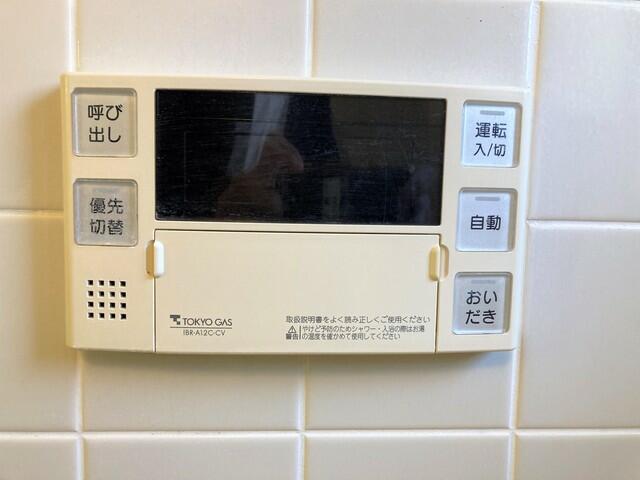 呼び
出し
優先
切替
運転
入/切
自動
おい
だき
TOKYO GAS
IBR-A12C-CV
取扱説明書をよく読み正しくご使用ください
警告 やけど予防のためシャワー・入浴の際はお湯
の温度を確かめて使用してください